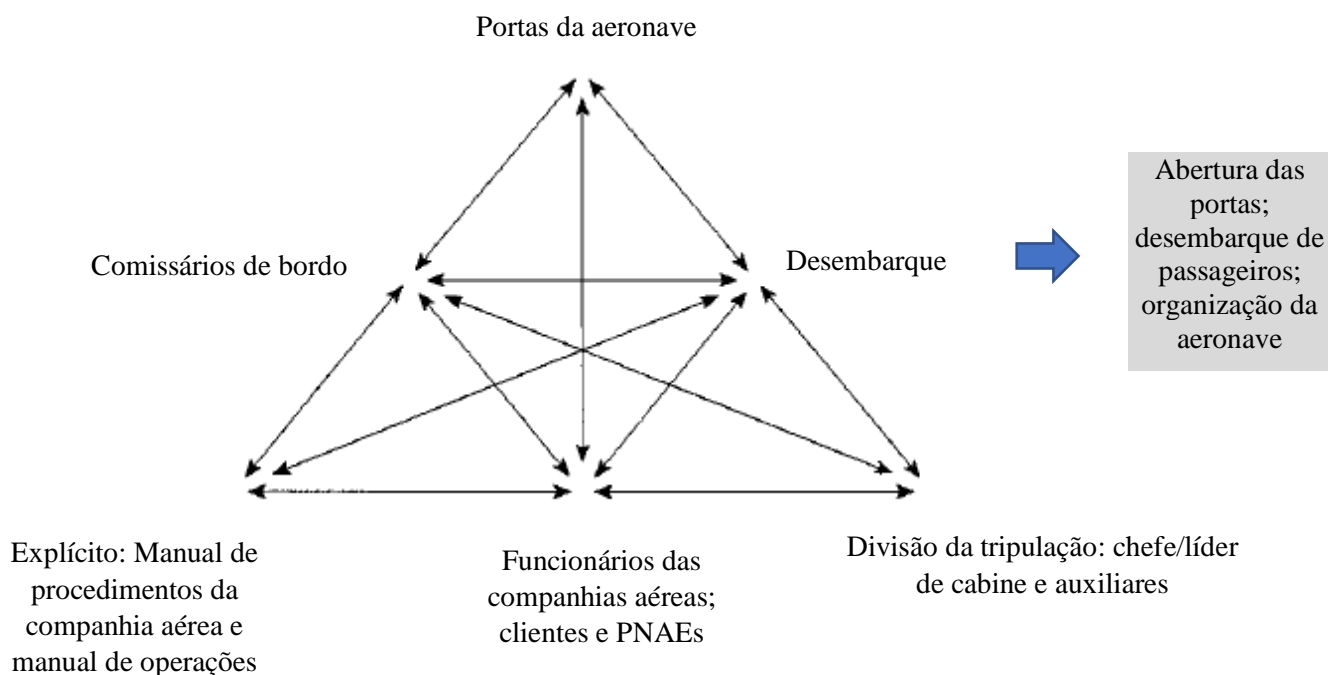 Portas da aeronave
Comissários de bordo
Desembarque
Abertura das
portas;
desembarque de
passageiros;
organização da
aeronave
Explícito: Manual de
procedimentos da
companhia aérea e
manual de operações
Funcionários das
companhias aéreas;
clientes e PNAEs
Divisão da tripulação: chefe/líder
de cabine e auxiliares